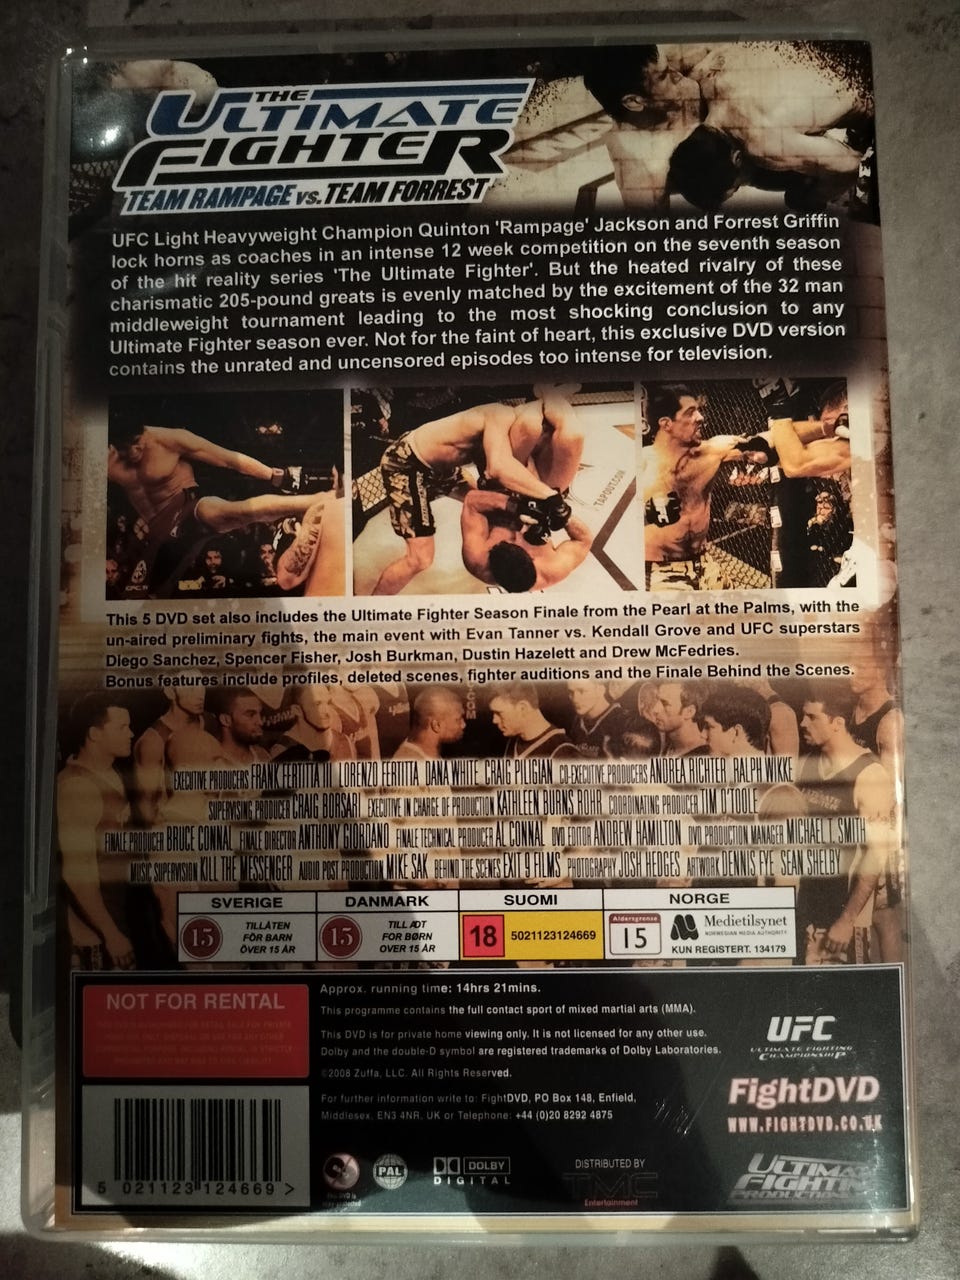 THE
ULTIMATE
FIGHTER
TEAM RAMPAGE vs. TEAM FORREST
UFC Light Heavyweight Champion Quinton 'Rampage' Jackson and Forrest Griffin
lock horns as coaches in an intense 12 week competition on the seventh season
of the hit reality series 'The Ultimate Fighter'. But the heated rivalry of these
charismatic 205-pound greats is evenly matched by the excitement of the 32 man
middleweight tournament leading to the most shocking conclusion to any
Ultimate Fighter season ever. Not for the faint of heart, this exclusive DVD version
contains the unrated and uncensored episodes too intense for television.
TAPOUT.COM
This 5 DVD set also includes the Ultimate Fighter Season Finale from the Pearl at the Palms, with the
un-aired preliminary fights, the main event with Evan Tanner vs. Kendall Grove and UFC superstars
Diego Sanchez, Spencer Fisher, Josh Burkman, Dustin Hazelett and Drew McFedries.
Bonus features include profiles, deleted scenes, fighter auditions and the Finale Behind the Scenes.
EXECUTIVE PRODUCERS FRANK FERTITTA III LORENZO FERTITTA DANA WHITE CRAIG PILIGIAN CO-EXECUTIVE PRODUCERS ANDREA RICHTER RALPH WIKKE
SUPERVISING PRODUCER CRAIG BORSARI EXECUTIVE IN CHARGE OF PRODUCTION KATHLEEN BURNS ROHR COORDINATING PRODUCER TIM O'TOOLE
FINALE PRODUCER BRUCE CONNAL FINALE DIRECTOR ANTHONY GIORDANO FINALE TECHNICAL PRODUCER AL CONNAL DVD EDITOR ANDREW HAMILTON DVD PRODUCTION MANAGER MICHAEL T. SMITH
MUSIC SUPERVISION KILL THE MESSENGER AUDIO POST PRODUCTION MIKE SAK BEHIND THE SCENES EXIT 9 FILMS PHOTOGRAPHY JOSH HEDGES ARTWORK DENNIS FYE SEAN SHELBY
SVERIGE
15
TILLÅTEN
FÖR BARN
ÖVER 15 ÅR
DANMARK
15
TILLADT
FOR BØRN
OVER 15 ÅR
SUOMI
18
5021123124669
NORGE
Aldersgrense
15
Medietilsynet
NORWEGIAN MEDIA AUTHORITY
KUN REGISTERT. 134179
NOT FOR RENTAL
Approx. running time: 14hrs 21mins.
This programme contains the full contact sport of mixed martial arts (MMA).
This DVD is for private home viewing only. It is not licensed for any other use.
Dolby and the double-D symbol are registered trademarks of Dolby Laboratories.
©2008 Zuffa, LLC. All Rights Reserved.
For further information write to: FightDVD, PO Box 148, Enfield,
Middlesex, EN3 4NR. UK or Telephone: +44 (0)20 8292 4875
UFC
ULTIMATE FIGHTING
CHAMPIONSHIP
FightDVD
WWW.FIGHTDVD.CO.UK
ULTIMATE
FIGHTING
PRODUCTIONS
5 021123 124669 >
PAL
DOLBY
DIGITAL
DISTRIBUTED BY
TMC
Entertainment